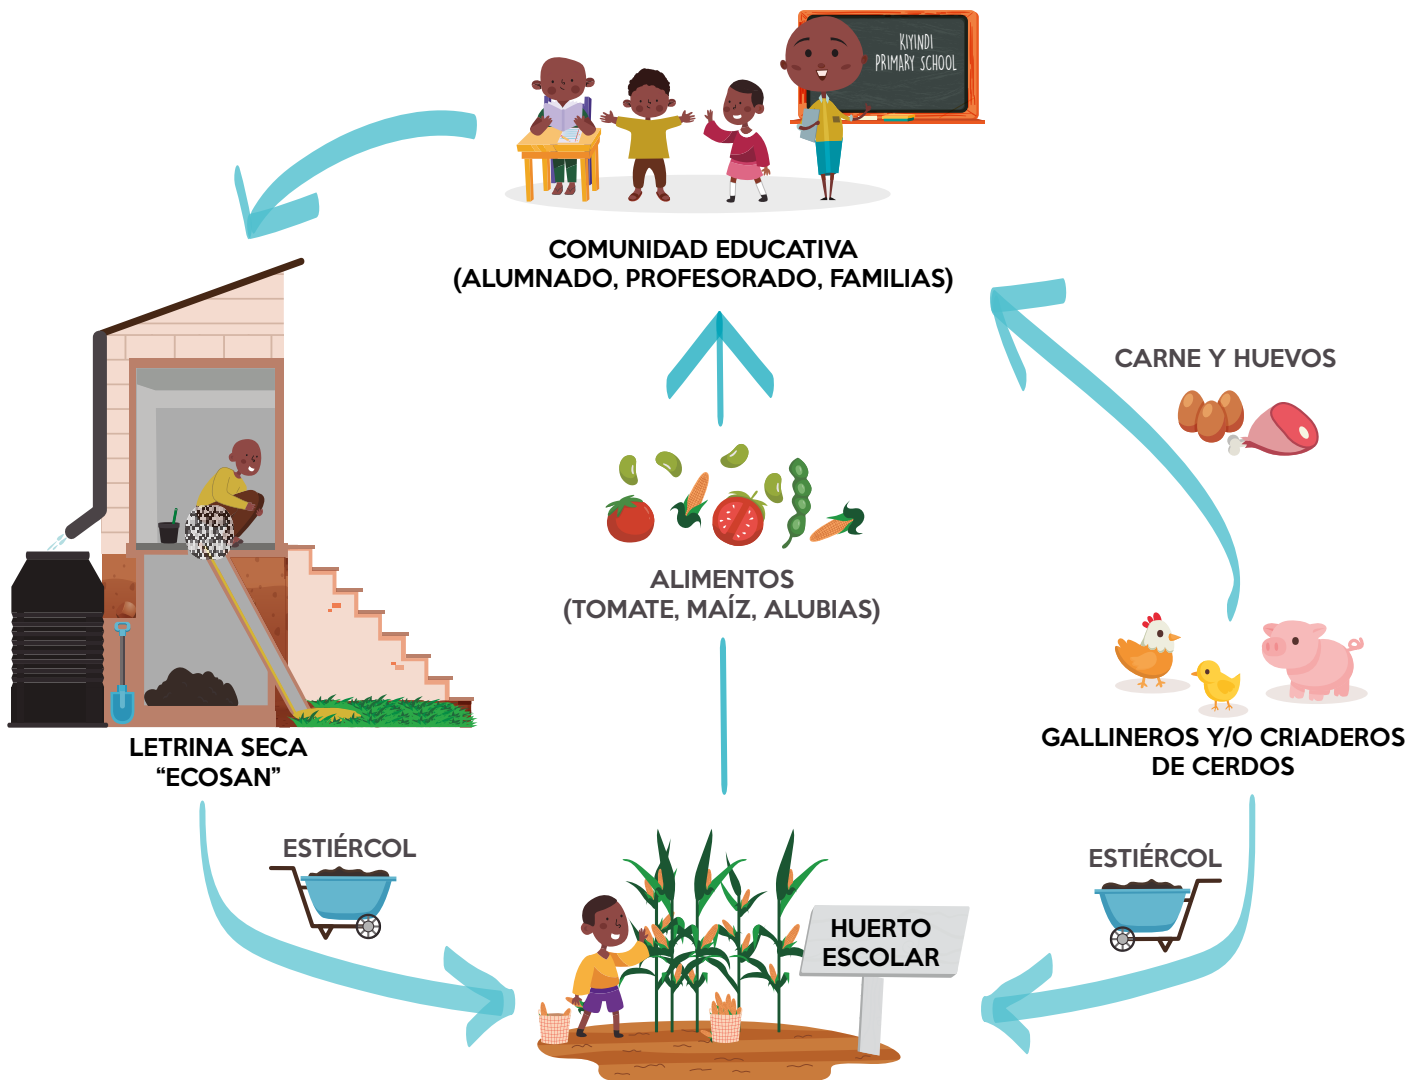 KIYINDI
PRIMARY SCHOOL
COMUNIDAD EDUCATIVA
(ALUMNADO, PROFESORADO, FAMILIAS)
CARNE Y HUEVOS
ALIMENTOS
(TOMATE, MAÍZ, ALUBIAS)
LETRINA SECA
“ECOSAN”
GALLINEROS Y/O CRIADEROS
DE CERDOS
ESTIÉRCOL
ESTIÉRCOL
HUERTO
ESCOLAR